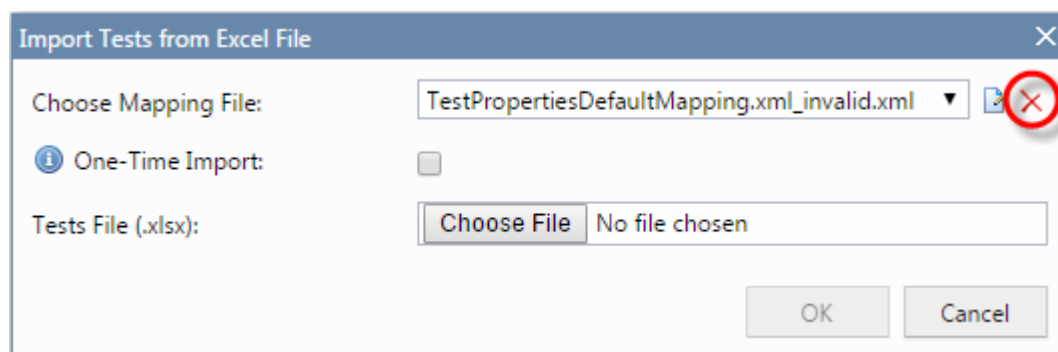 Import Tests from Excel File
Choose Mapping File: TestPropertiesDefaultMapping.xml_invalid.xml
One-Time Import:
Tests File (.xlsx): Choose File No file chosen
OK Cancel